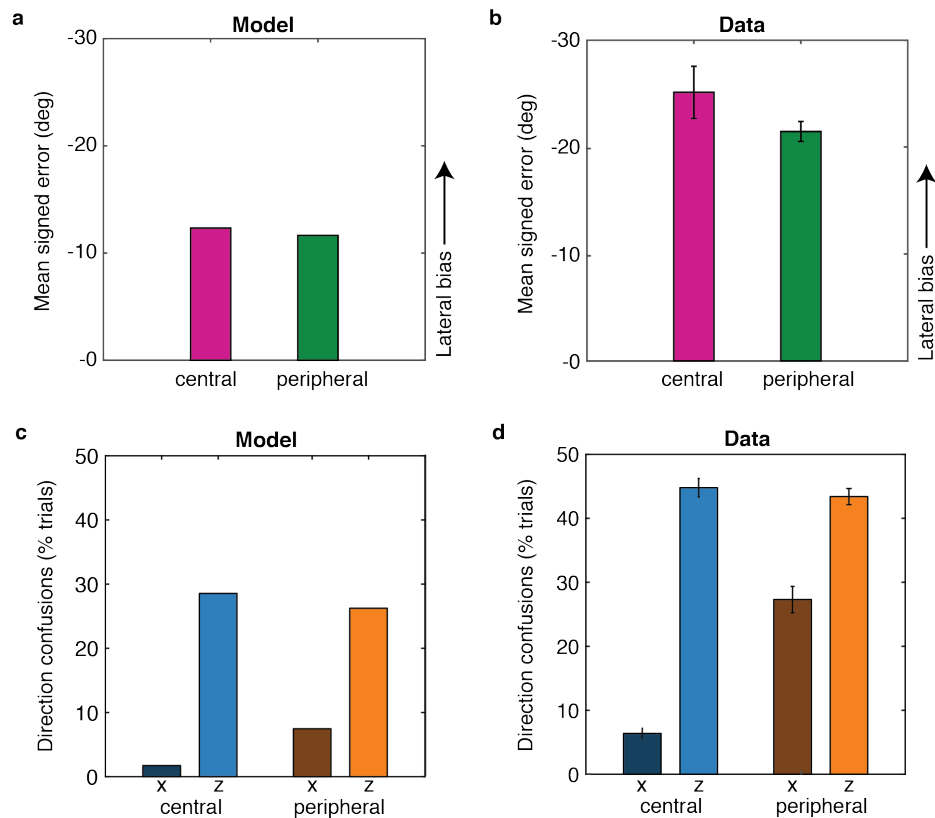 a
Model
Mean signed error (deg)
-30
-20
-10
-0
central
peripheral
Lateral bias
b
Data
Mean signed error (deg)
-30
-20
-10
-0
central
peripheral
Lateral bias
c
Model
Direction confusions (% trials)
50
40
30
20
10
0
x z x z
central peripheral
d
Data
Direction confusions (% trials)
50
40
30
20
10
0
x z x z
central peripheral